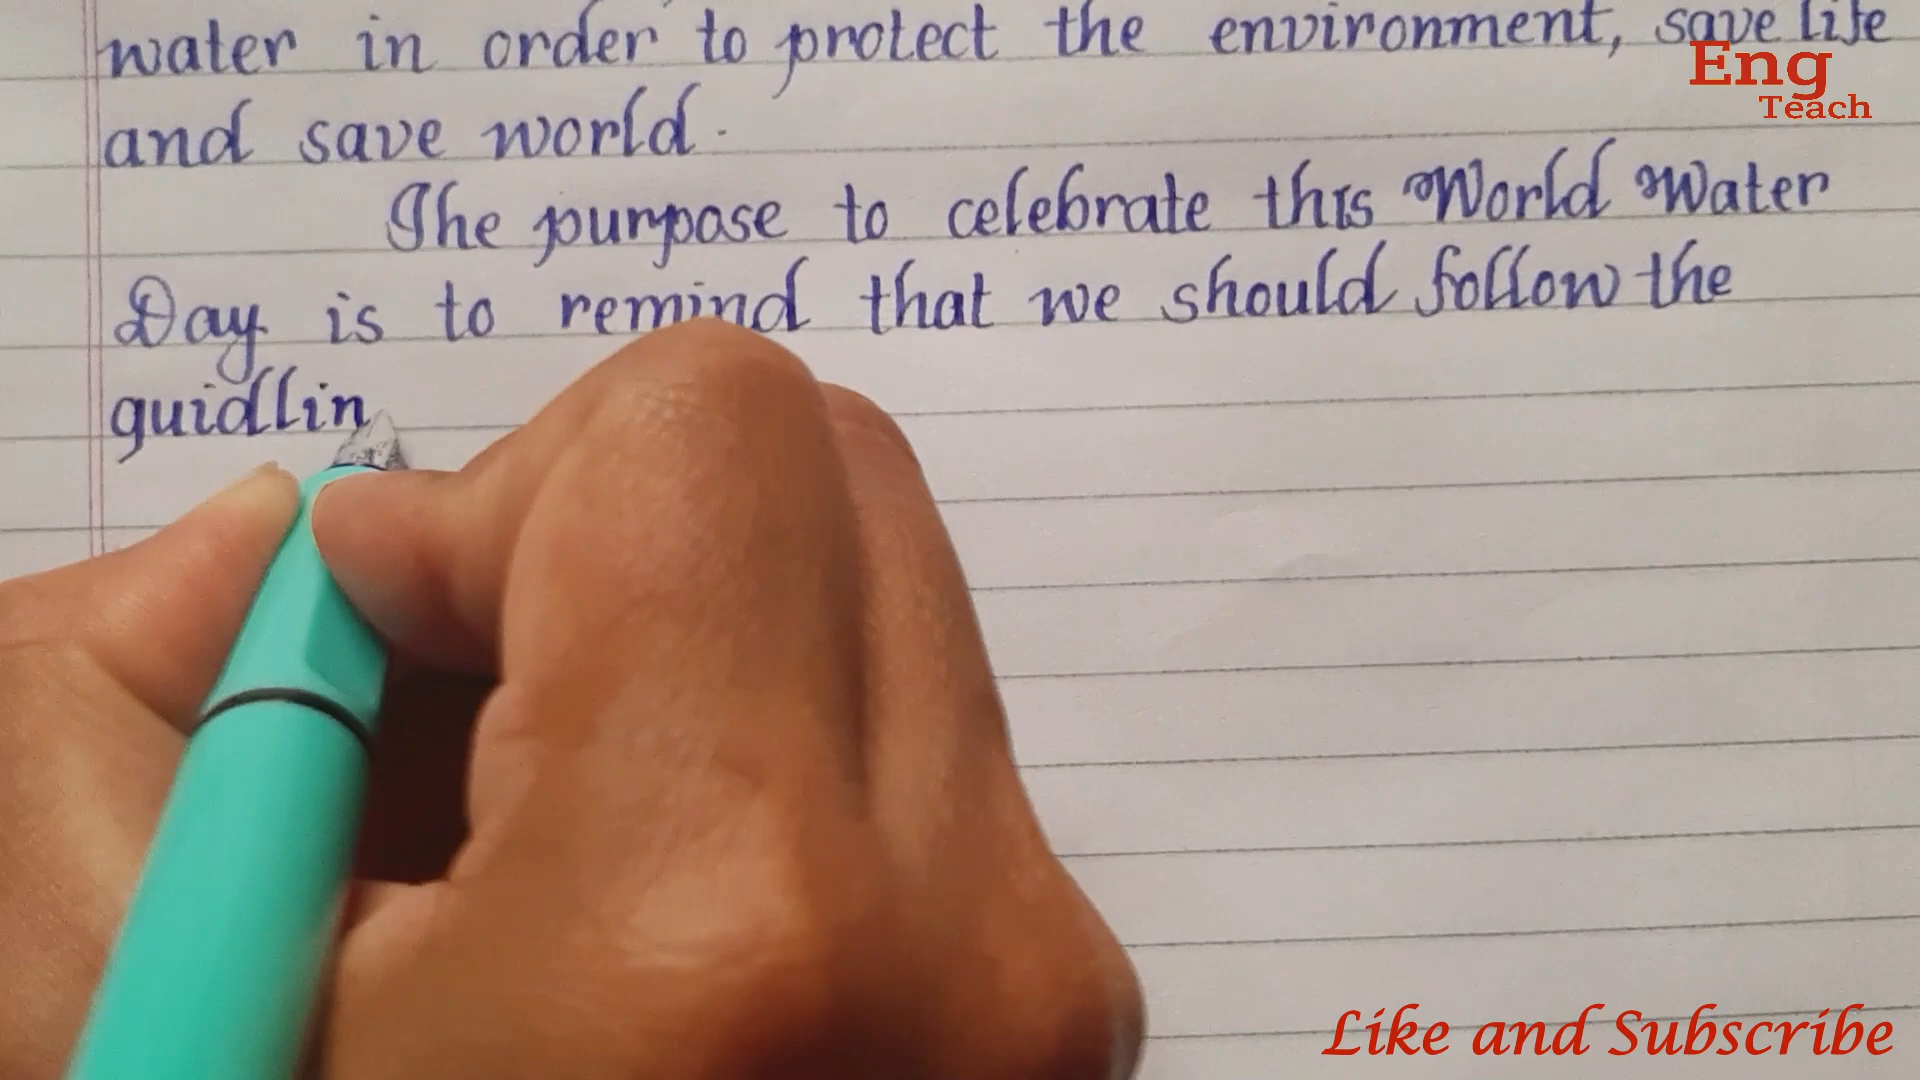 water in order to protect the environment, save life
Eng
Teach
and save world.
The purpose to celebrate this World Water
Day is to remind that we should follow the
guidlin
Like and Subscribe